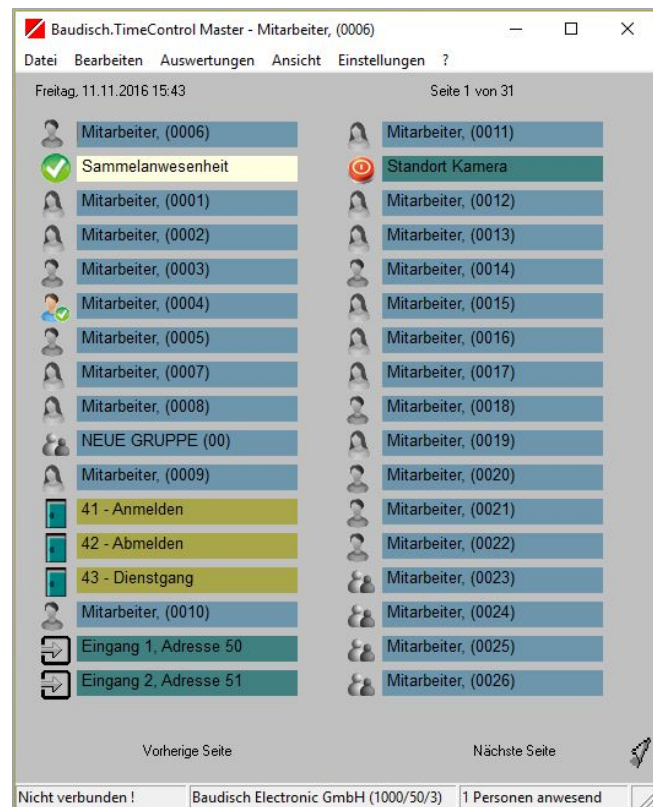 Baudisch.TimeControl Master - Mitarbeiter, (0006)
Datei Bearbeiten Auswertungen Ansicht Einstellungen ?
Freitag, 11.11.2016 15:43 Seite 1 von 31
Mitarbeiter, (0006)
Sammelanwesenheit
Mitarbeiter, (0001)
Mitarbeiter, (0002)
Mitarbeiter, (0003)
Mitarbeiter, (0004)
Mitarbeiter, (0005)
Mitarbeiter, (0007)
Mitarbeiter, (0008)
NEUE GRUPPE (00)
Mitarbeiter, (0009)
41 - Anmelden
42 - Abmelden
43 - Dienstgang
Mitarbeiter, (0010)
Eingang 1, Adresse 50
Eingang 2, Adresse 51
Mitarbeiter, (0011)
Standort Kamera
Mitarbeiter, (0012)
Mitarbeiter, (0013)
Mitarbeiter, (0014)
Mitarbeiter, (0015)
Mitarbeiter, (0016)
Mitarbeiter, (0017)
Mitarbeiter, (0018)
Mitarbeiter, (0019)
Mitarbeiter, (0020)
Mitarbeiter, (0021)
Mitarbeiter, (0022)
Mitarbeiter, (0023)
Mitarbeiter, (0024)
Mitarbeiter, (0025)
Mitarbeiter, (0026)
Vorherige Seite Nächste Seite
Nicht verbunden ! Baudisch Electronic GmbH (1000/50/3) 1 Personen anwesend